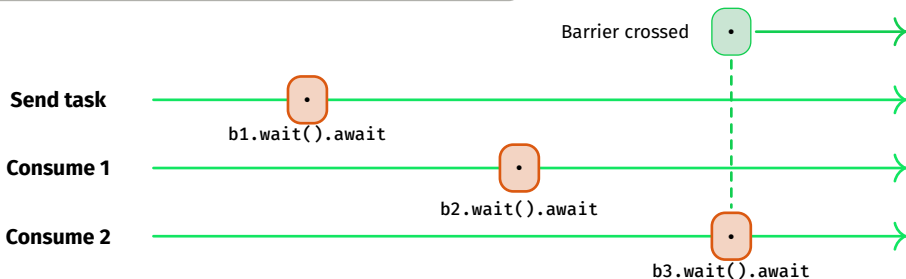 Barrier crossed
Send task
b1.wait().await
Consume 1
b2.wait().await
Consume 2
b3.wait().await